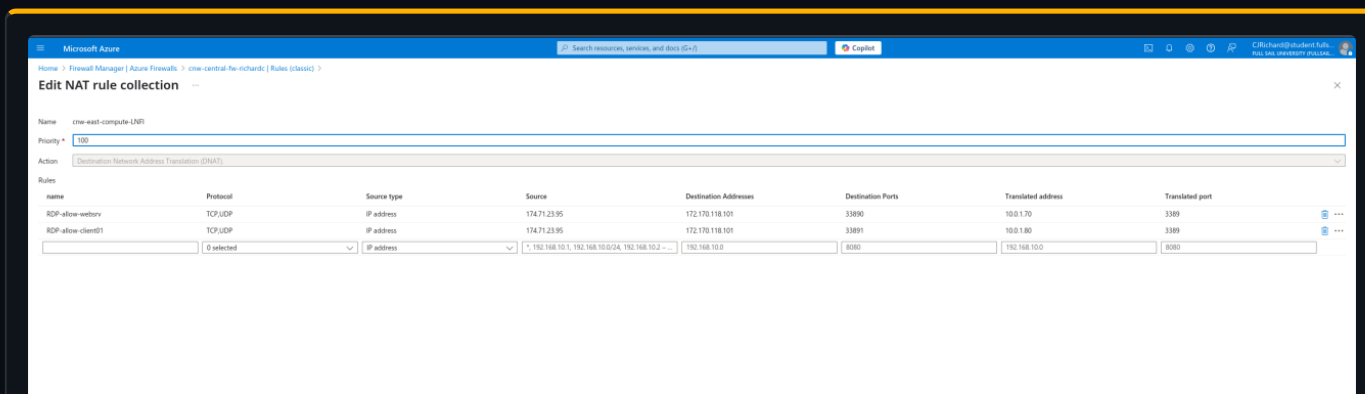 Microsoft Azure
Search resources, services, and docs (G+/)
Copilot
CJRichard@student.fulls...
FULL SAIL UNIVERSITY (FULLSAIL...
Home > Firewall Manager | Azure Firewalls > cnw-central-fw-richardc | Rules (classic) >
Edit NAT rule collection ...
Name cnw-east-compute-LNFI
Priority * 100
Action Destination Network Address Translation (DNAT)
Rules
name Protocol Source type Source Destination Addresses Destination Ports Translated address Translated port
RDP-allow-websrv TCP,UDP IP address 174.71.23.95 172.170.118.101 33890 10.0.1.70 3389
RDP-allow-client01 TCP,UDP IP address 174.71.23.95 172.170.118.101 33891 10.0.1.80 3389
0 selected IP address *, 192.168.10.1, 192.168.10.0/24, 192.168.10.2 – ... 192.168.10.0 8080 192.168.10.0 8080